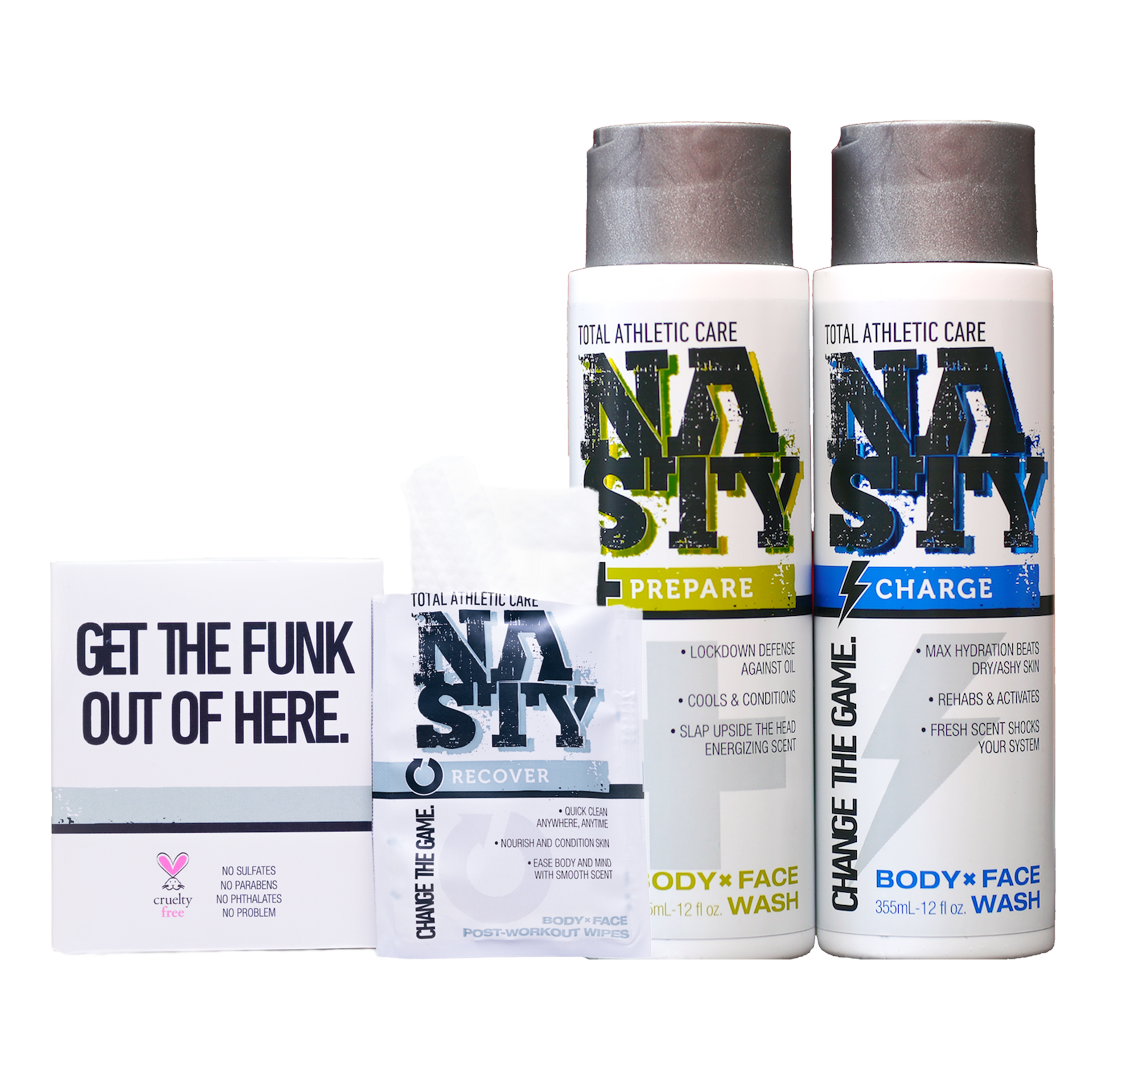 GET THE FUNK
OUT OF HERE.
cruelty
free
NO SULFATES
NO PARABENS
NO PHTHALATES
NO PROBLEM
TOTAL ATHLETIC CARE
NA
STY
RECOVER
CHANGE THE GAME.
• QUICK CLEAN
ANYWHERE, ANYTIME
• NOURISH AND CONDITION SKIN
• EASE BODY AND MIND
WITH SMOOTH SCENT
BODY × FACE
POST-WORKOUT WIPES
TOTAL ATHLETIC CARE
NA
STY
PREPARE
• LOCKDOWN DEFENSE
AGAINST OIL
• COOLS & CONDITIONS
• SLAP UPSIDE THE HEAD
ENERGIZING SCENT
BODY × FACE
5mL-12 fl oz. WASH
TOTAL ATHLETIC CARE
NA
STY
CHARGE
CHANGE THE GAME.
• MAX HYDRATION BEATS
DRY/ASHY SKIN
• REHABS & ACTIVATES
• FRESH SCENT SHOCKS
YOUR SYSTEM
BODY × FACE
355mL-12 fl oz. WASH